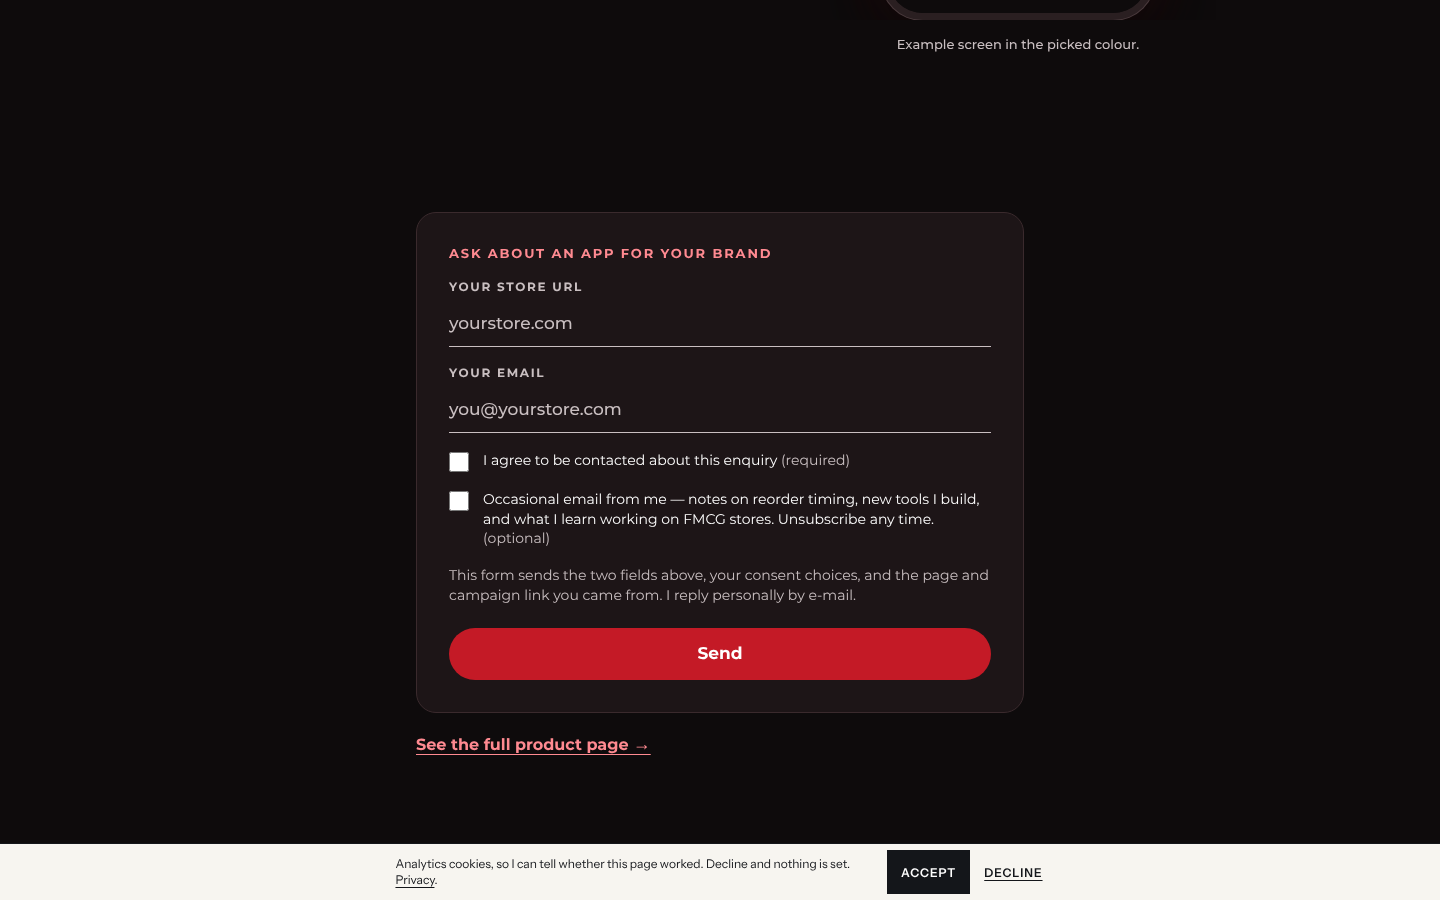 Example screen in the picked colour.
ASK ABOUT AN APP FOR YOUR BRAND
YOUR STORE URL
yourstore.com
YOUR EMAIL
you@yourstore.com
I agree to be contacted about this enquiry (required)
Occasional email from me — notes on reorder timing, new tools I build,
and what I learn working on FMCG stores. Unsubscribe any time.
(optional)
This form sends the two fields above, your consent choices, and the page and
campaign link you came from. I reply personally by e-mail.
Send
See the full product page →
Analytics cookies, so I can tell whether this page worked. Decline and nothing is set.
Privacy.
ACCEPT
DECLINE